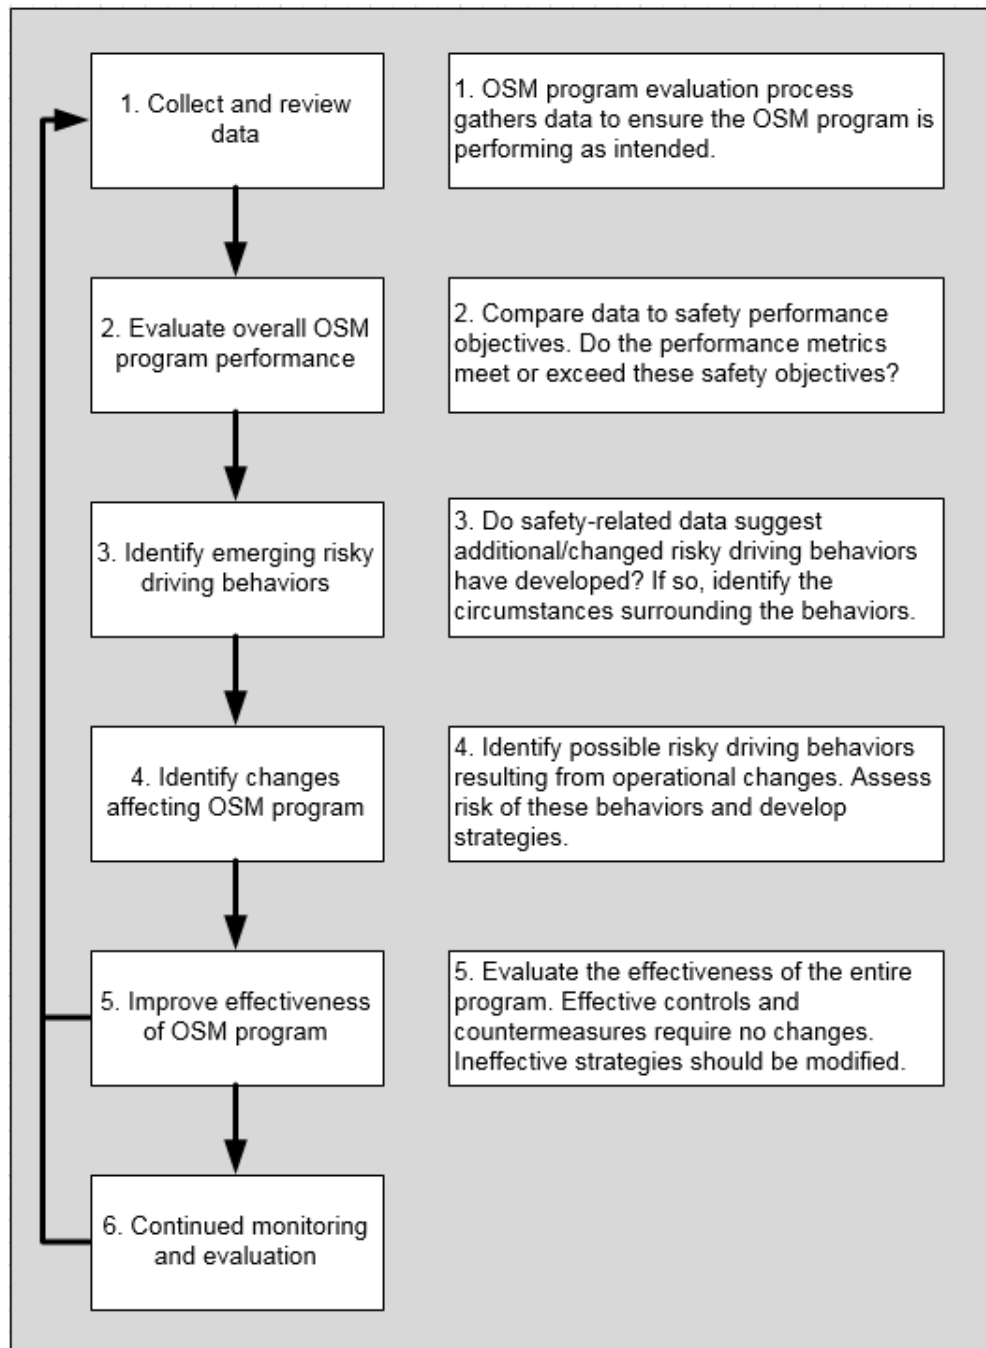 1. Collect and review
data
1. OSM program evaluation process
gathers data to ensure the OSM program is
performing as intended.
2. Evaluate overall OSM
program performance
2. Compare data to safety performance
objectives. Do the performance metrics
meet or exceed these safety objectives?
3. Identify emerging risky
driving behaviors
3. Do safety-related data suggest
additional/changed risky driving behaviors
have developed? If so, identify the
circumstances surrounding the behaviors.
4. Identify changes
affecting OSM program
4. Identify possible risky driving behaviors
resulting from operational changes. Assess
risk of these behaviors and develop
strategies.
5. Improve effectiveness
of OSM program
5. Evaluate the effectiveness of the entire
program. Effective controls and
countermeasures require no changes.
Ineffective strategies should be modified.
6. Continued monitoring
and evaluation